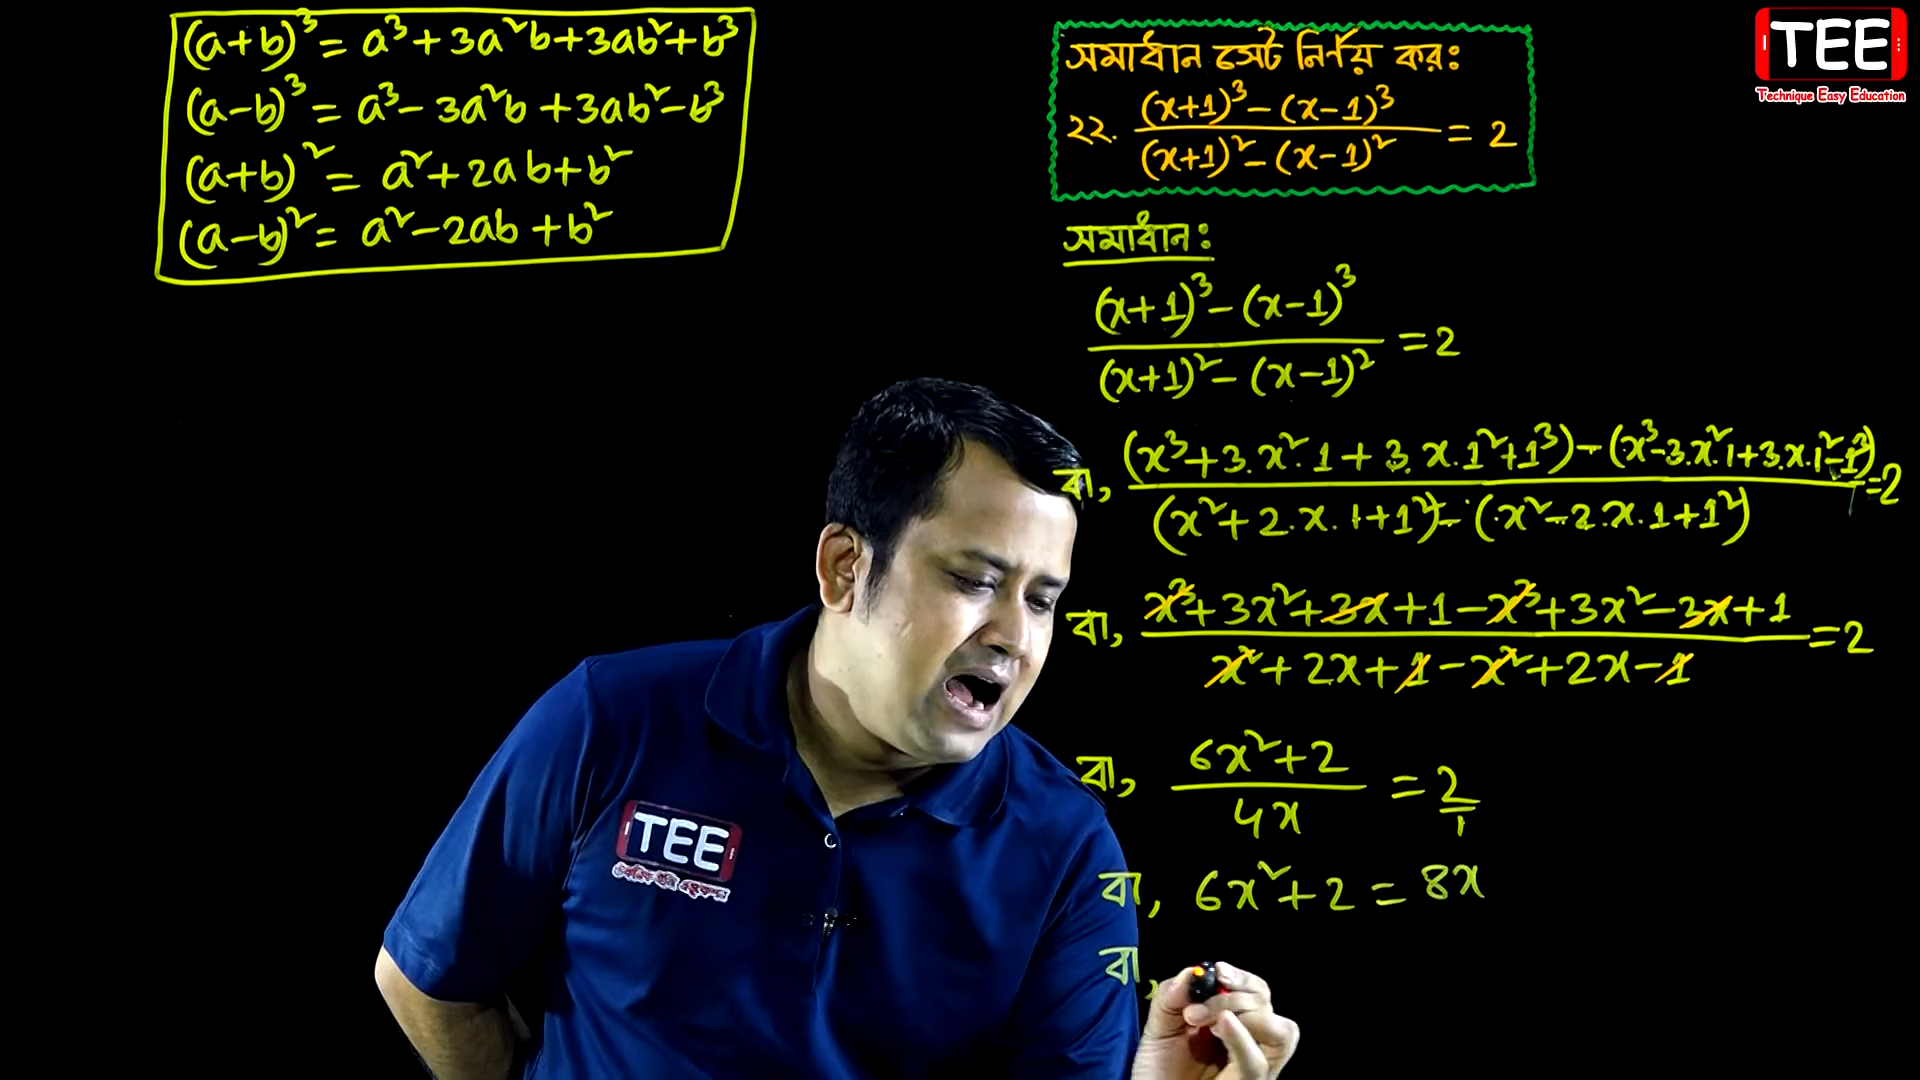 (a+b)³ = a³ + 3a²b + 3ab² + b³
(a-b)³ = a³ - 3a²b + 3ab² - b³
(a+b)² = a² + 2ab + b²
(a-b)² = a² - 2ab + b²
TEE
Technique Easy Education
সমাধান সেট নির্ণয় কর:
২২. ((x+1)³ - (x-1)³) / ((x+1)² - (x-1)²) = 2
সমাধান:
((x+1)³ - (x-1)³) / ((x+1)² - (x-1)²) = 2
বা, ((x³ + 3.x².1 + 3.x.1² + 1³) - (x³ - 3.x².1 + 3.x.1² - 1³)) / ((x² + 2.x.1 + 1²) - (x² - 2.x.1 + 1²)) = 2
বা, (x³ + 3x² + 3x + 1 - x³ + 3x² - 3x + 1) / (x² + 2x + 1 - x² + 2x - 1) = 2
বা, (6x² + 2) / 4x = 2/1
বা, 6x² + 2 = 8x
বা,
TEE